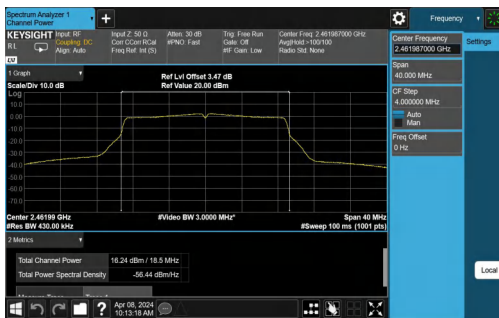 Spectrum Analyzer 1
Channel Power
Frequency
KEYSIGHT
Input: RF
Coupling: DC
Align: Auto
Input Z: 50 Ω
Corr CCorr RCal
Freq Ref: Int (S)
Atten: 30 dB
#PNO: Fast
Trig: Free Run
Gate: Off
#IF Gain: Low
Center Freq: 2.461987000 GHz
Avg|Hold >100/100
Radio Std: None
RL
LXI
Center Frequency
2.461987000 GHz
Settings
Span
40.000 MHz
CF Step
4.000000 MHz
Auto
Man
Freq Offset
0 Hz
Local
1 Graph
Scale/Div 10.0 dB
Ref Lvl Offset 3.47 dB
Ref Value 20.00 dBm
Log
10.0
0.00
-10.0
-20.0
-30.0
-40.0
-50.0
-60.0
-70.0
Center 2.46199 GHz
#Res BW 430.00 kHz
#Video BW 3.0000 MHz*
Span 40 MHz
#Sweep 100 ms (1001 pts)
2 Metrics
Total Channel Power 16.24 dBm / 18.5 MHz
Total Power Spectral Density -56.44 dBm/Hz
Apr 08, 2024
10:13:18 AM